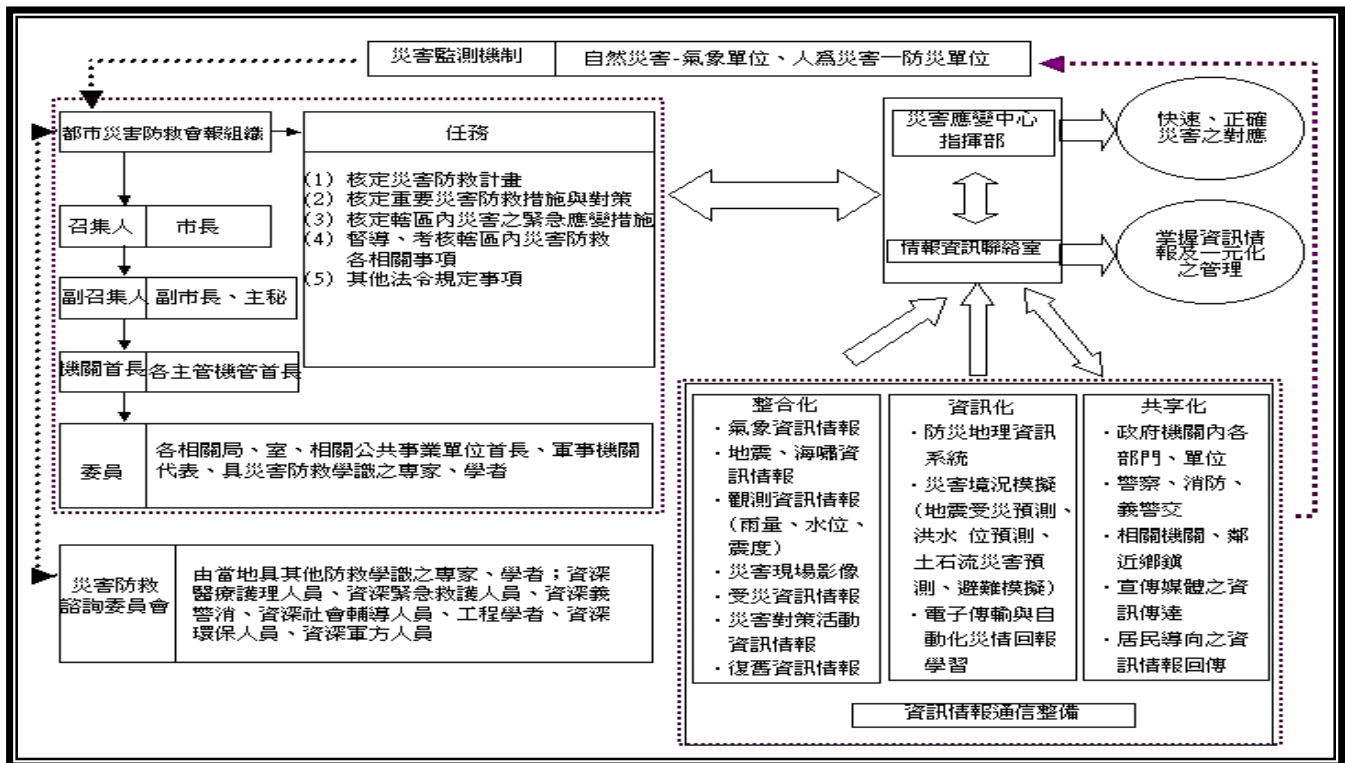 災害監測機制
自然災害-氣象單位、人為災害一防災單位
都市災害防救會報組織
任務
(1) 核定災害防救計畫
(2) 核定重要災害防救措施與對策
(3) 核定轄區內災害之緊急應變措施
(4) 督導、考核轄區內災害防救
各相關事項
(5) 其他法令規定事項
召集人
市長
副召集人
副市長、主秘
機關首長
各主管機管首長
委員
各相關局、室、相關公共事業單位首長、軍事機關
代表、具災害防救學識之專家、學者
災害防救
諮詢委員會
由當地具其他防救學識之專家、學者；資深
醫療護理人員、資深緊急救護人員、資深義
警消、資深社會輔導人員、工程學者、資深
環保人員、資深軍方人員
災害應變中心
指揮部
快速、正確
災害之對應
情報資訊聯絡室
掌握資訊情
報及一元化
之管理
整合化
·氣象資訊情報
·地震、海嘯資
訊情報
·觀測資訊情報
(雨量、水位、
震度)
·災害現場影像
·受災資訊情報
·災害對策活動
資訊情報
·復舊資訊情報
資訊化
·防災地理資訊
系統
·災害境況模擬
(地震受災預測、
洪水 位預測、
土石流災害預
測、避難模擬)
·電子傳輸與自
動化災情回報
學習
共享化
·政府機關內各
部門、單位
·警察、消防、
義警交
·相關機關、鄰
近鄉鎮
·宣傳媒體之資
訊傳達
·居民導向之資
訊情報回傳
資訊情報通信整備